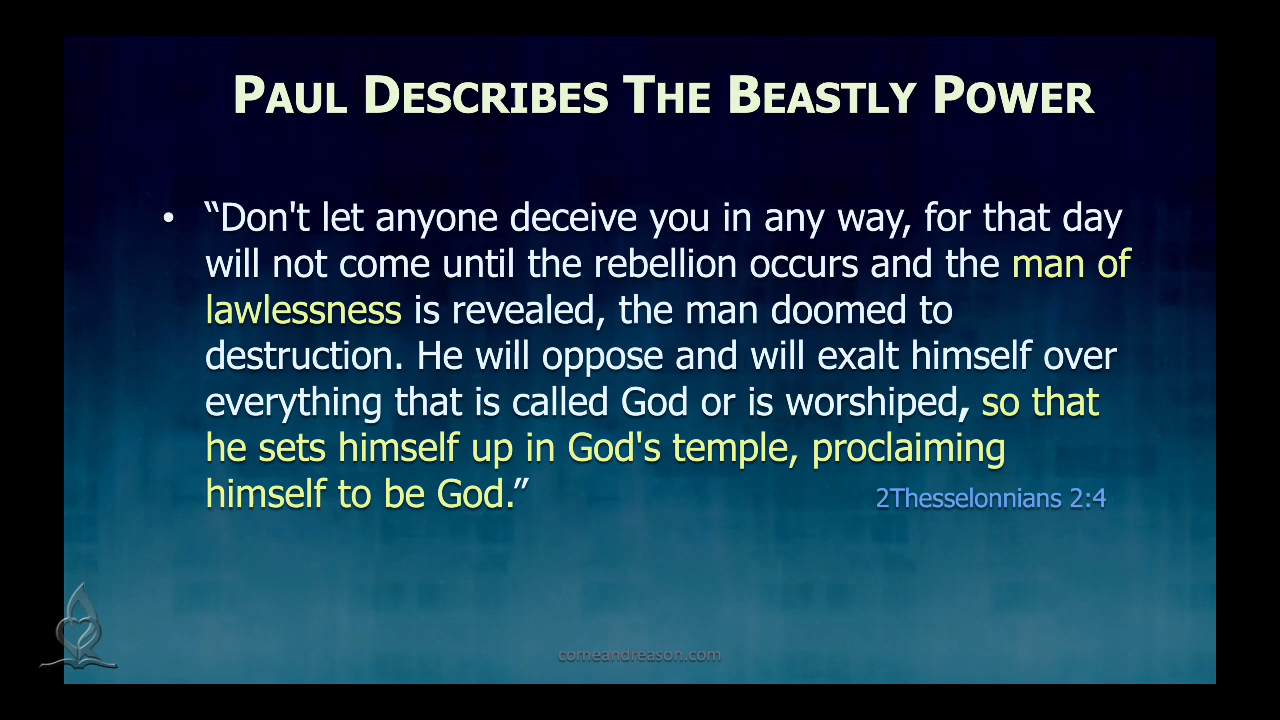 PAUL DESCRIBES THE BEASTLY POWER
• “Don't let anyone deceive you in any way, for that day
will not come until the rebellion occurs and the man of
lawlessness is revealed, the man doomed to
destruction. He will oppose and will exalt himself over
everything that is called God or is worshiped, so that
he sets himself up in God's temple, proclaiming
himself to be God.” 2Thesselonnians 2:4
comeandreason.com